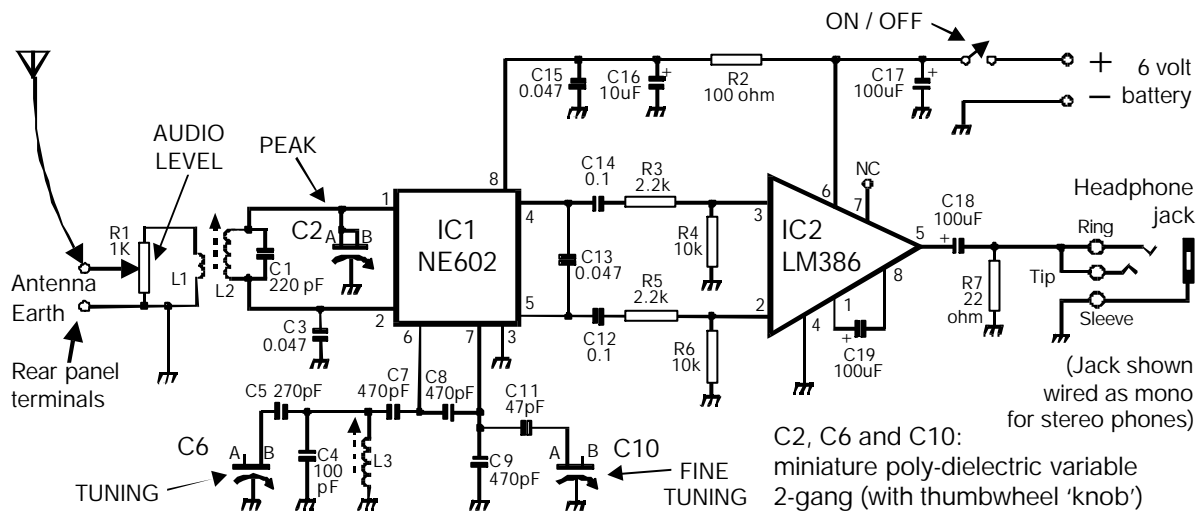 ON / OFF
C15
0.047
C16
10uF
+
R2
100 ohm
C17
100uF
+
+ 6 volt
− battery
AUDIO
LEVEL
PEAK
R1
1K
L1
L2
C1
220 pF
C2
A B
C3
0.047
Antenna
Earth
Rear panel
terminals
1
8
2
4
5
6
7
3
IC1
NE602
C14
0.1
R3
2.2k
R4
10k
C13
0.047
C12
0.1
R5
2.2k
R6
10k
NC
3
2
6
7
5
8
1
4
IC2
LM386
C18
100uF
+
C19
100uF
+
R7
22
ohm
Headphone
jack
Ring
Tip
Sleeve
(Jack shown
wired as mono
for stereo phones)
C5 270pF
C7
470pF
C8
470pF
C11
47pF
C6
A B
TUNING
C4
100
pF
L3
C9
470pF
A B
C10
FINE
TUNING
C2, C6 and C10:
miniature poly-dielectric variable
2-gang (with thumbwheel ‘knob’)